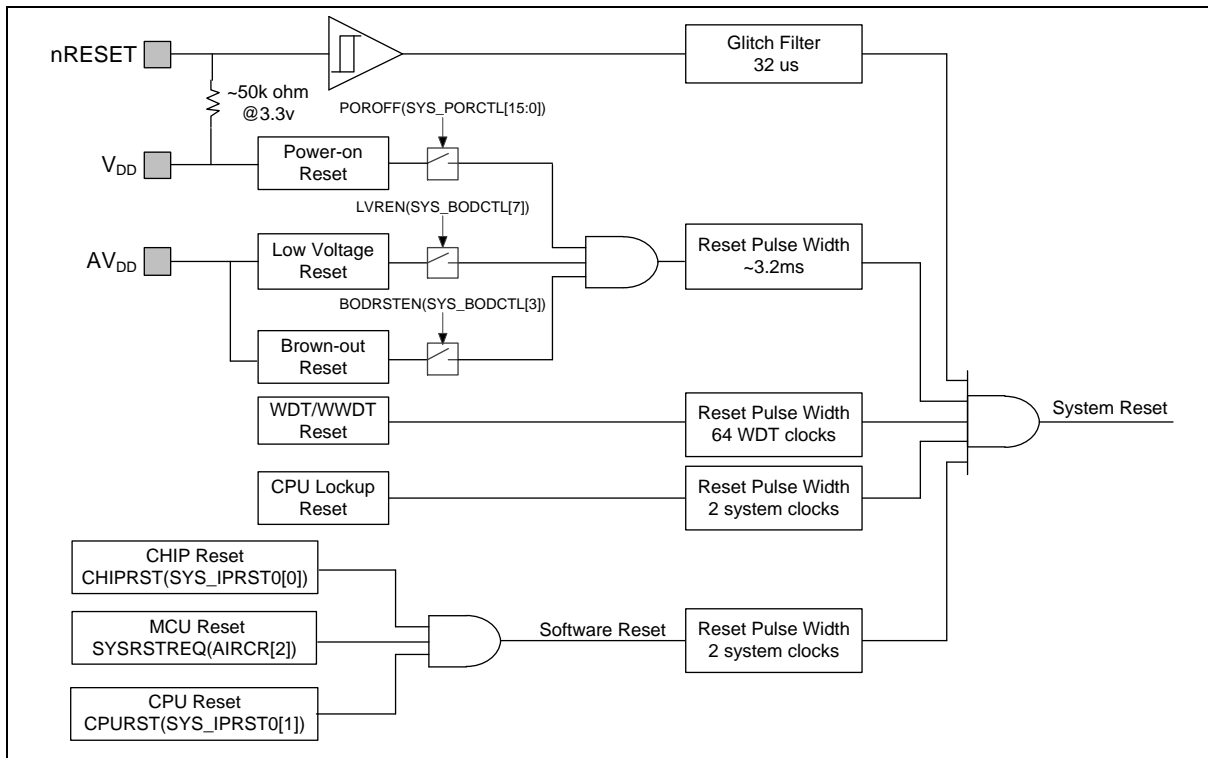 nRESET
~50k ohm
@3.3v
Glitch Filter
32 us
POROFF(SYS_PORCTL[15:0])
VDD
Power-on
Reset
LVREN(SYS_BODCTL[7])
AVDD
Low Voltage
Reset
Reset Pulse Width
~3.2ms
BODRSTEN(SYS_BODCTL[3])
Brown-out
Reset
WDT/WWDT
Reset
Reset Pulse Width
64 WDT clocks
System Reset
CPU Lockup
Reset
Reset Pulse Width
2 system clocks
CHIP Reset
CHIPRST(SYS_IPRST0[0])
MCU Reset
SYSRSTREQ(AIRCR[2])
Software Reset
Reset Pulse Width
2 system clocks
CPU Reset
CPURST(SYS_IPRST0[1])